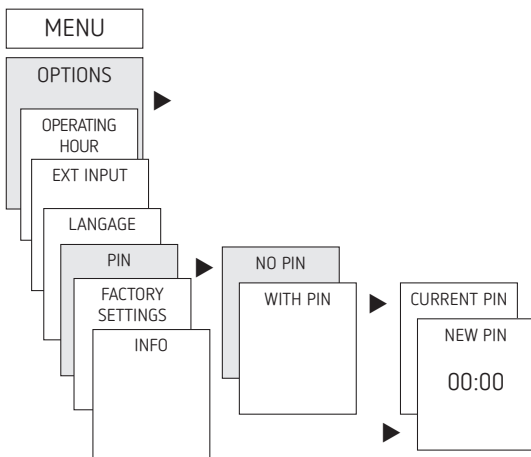 MENU
OPTIONS
OPERATING
HOUR
EXT INPUT
LANGAGE
PIN
FACTORY
SETTINGS
INFO
NO PIN
WITH PIN
CURRENT PIN
NEW PIN
00:00